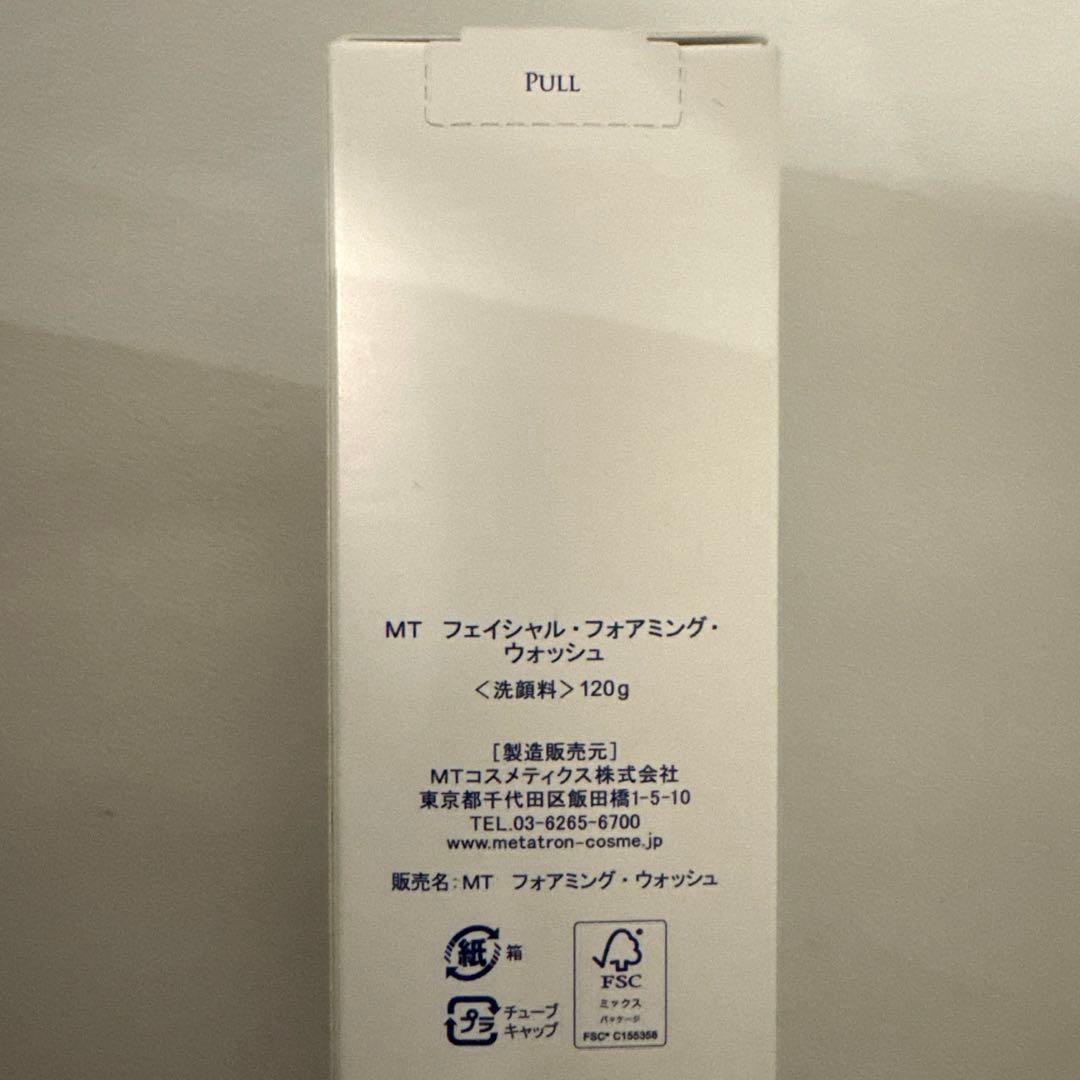 PULL
MT フェイシャル・フォアミング・
ウォッシュ
＜洗顔料＞120g
[製造販売元]
MTコスメティクス株式会社
東京都千代田区飯田橋1-5-10
TEL.03-6265-6700
www.metatron-cosme.jp
販売名：MT フォアミング・ウォッシュ
紙 箱
プラ チューブ
キャップ
FSC
ミックス
パッケージ
FSC® C155358